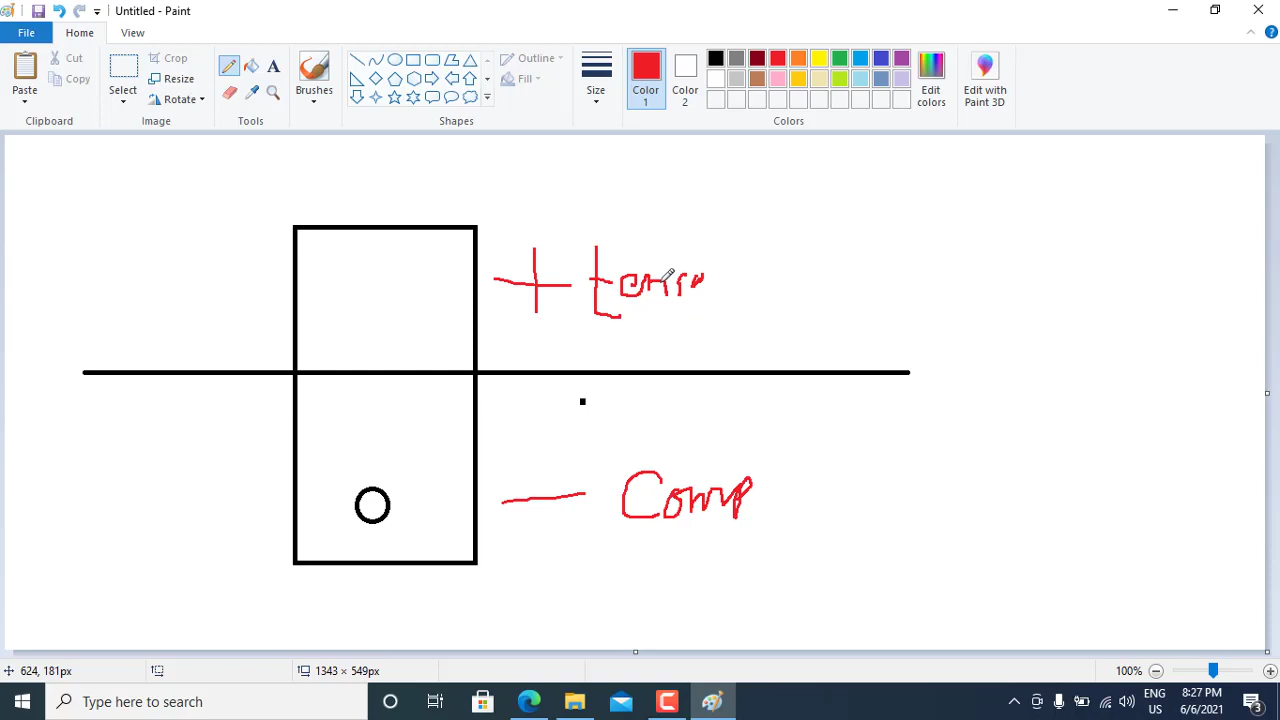 Untitled - Paint
File
Home
View
Paste
Cut
Copy
Clipboard
Select
Crop
Resize
Rotate
Image
Tools
A
Brushes
Shapes
Outline
Fill
Size
Color 1
Color 2
Colors
Edit colors
Edit with Paint 3D
+
— Comp
624, 181px
1343 × 549px
100%
Type here to search
ENG
US
8:27 PM
6/6/2021
3